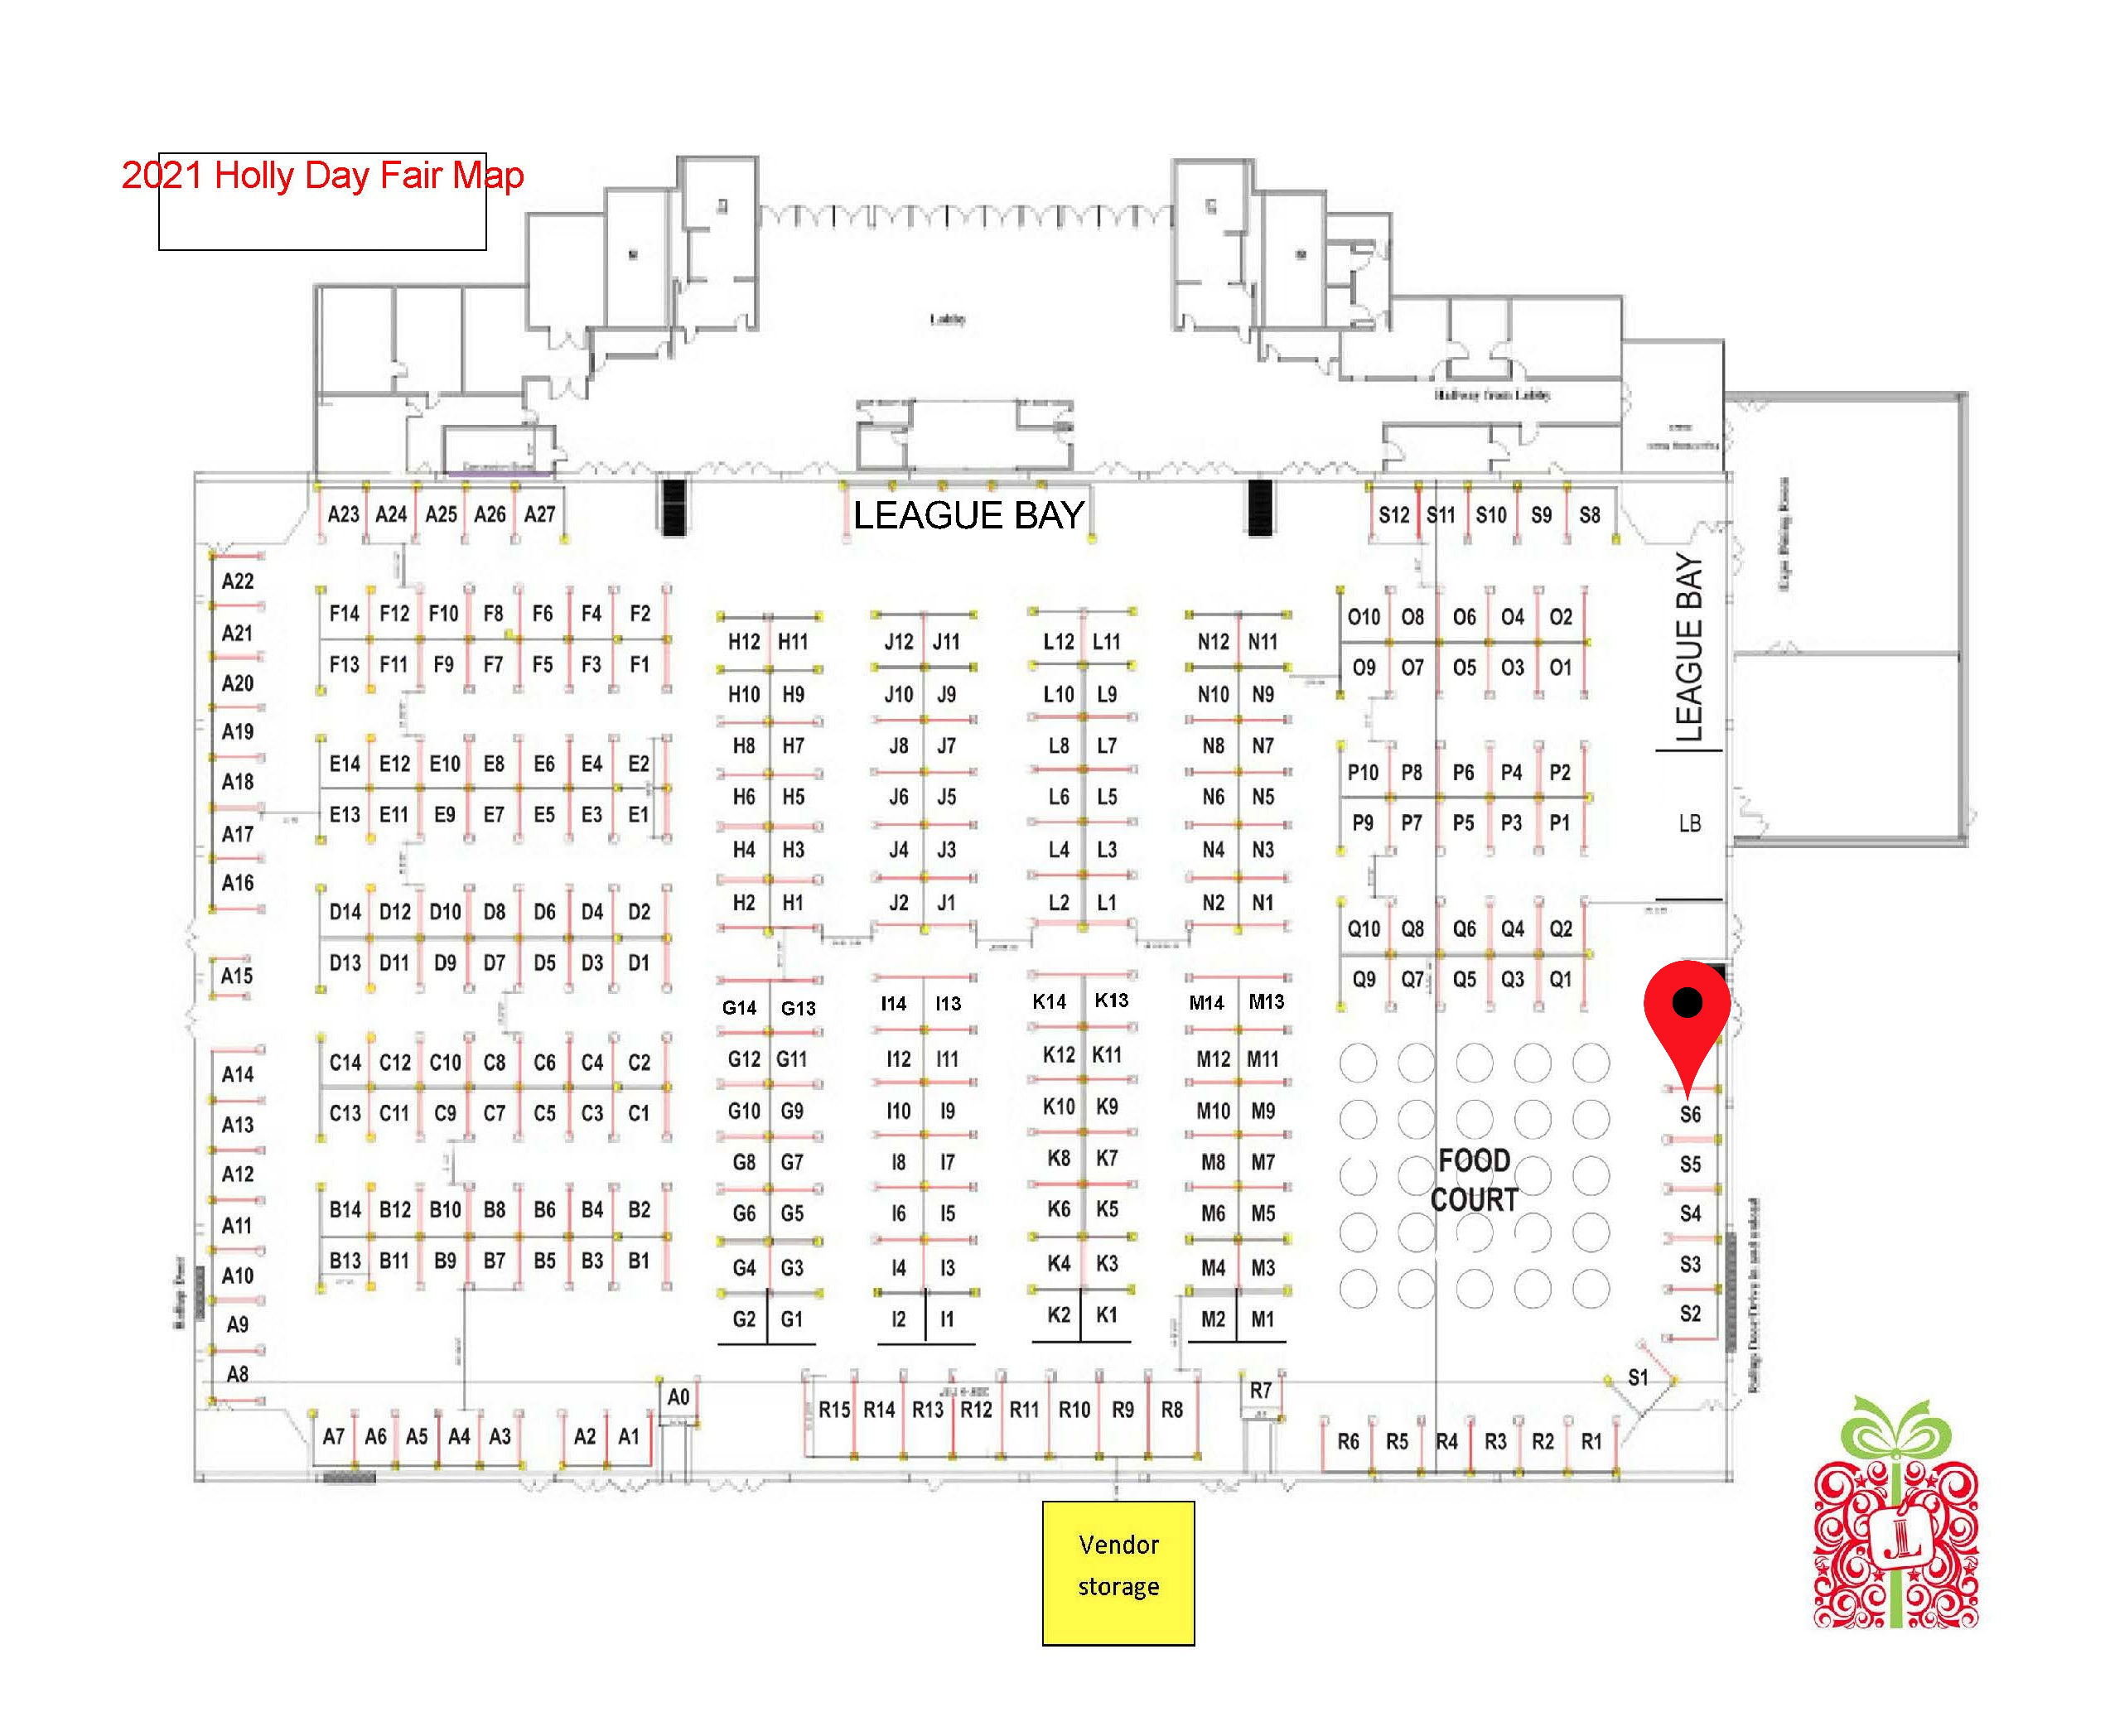 2021 Holly Day Fair Map
Lobby
Hallway from Lobby
LEAGUE BAY
A23 A24 A25 A26 A27
S12 S11 S10 S9 S8
A22
A21
A20
A19
A18
A17
A16
A15
A14
A13
A12
A11
A10
A9
A8
F14 F12 F10 F8 F6 F4 F2
F13 F11 F9 F7 F5 F3 F1
E14 E12 E10 E8 E6 E4 E2
E13 E11 E9 E7 E5 E3 E1
D14 D12 D10 D8 D6 D4 D2
D13 D11 D9 D7 D5 D3 D1
C14 C12 C10 C8 C6 C4 C2
C13 C11 C9 C7 C5 C3 C1
B14 B12 B10 B8 B6 B4 B2
B13 B11 B9 B7 B5 B3 B1
H12 H11
H10 H9
H8 H7
H6 H5
H4 H3
H2 H1
G14 G13
G12 G11
G10 G9
G8 G7
G6 G5
G4 G3
G2 G1
J12 J11
J10 J9
J8 J7
J6 J5
J4 J3
J2 J1
I14 I13
I12 I11
I10 I9
I8 I7
I6 I5
I4 I3
I2 I1
L12 L11
L10 L9
L8 L7
L6 L5
L4 L3
L2 L1
K14 K13
K12 K11
K10 K9
K8 K7
K6 K5
K4 K3
K2 K1
N12 N11
N10 N9
N8 N7
N6 N5
N4 N3
N2 N1
M14 M13
M12 M11
M10 M9
M8 M7
M6 M5
M4 M3
M2 M1
O10 O8 O6 O4 O2
O9 O7 O5 O3 O1
P10 P8 P6 P4 P2
P9 P7 P5 P3 P1
Q10 Q8 Q6 Q4 Q2
Q9 Q7 Q5 Q3 Q1
LEAGUE BAY
LB
FOOD
COURT
S6
S5
S4
S3
S2
S1
A7 A6 A5 A4 A3 A2 A1
A0
R15 R14 R13 R12 R11 R10 R9 R8
R7
R6 R5 R4 R3 R2 R1
Vendor
storage
JL